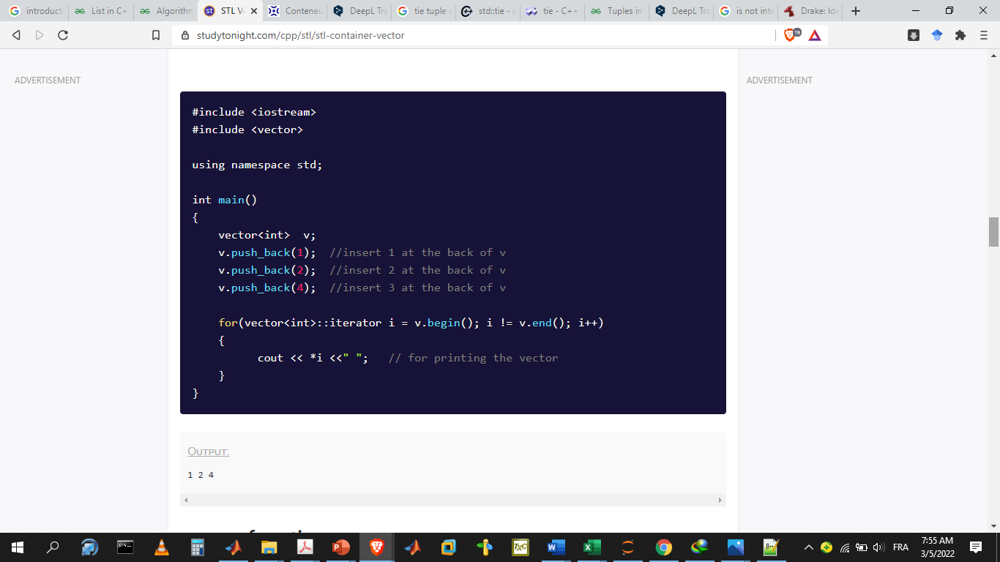 introduct
List in C+
Algorithm
STL V
Conteneu
DeepL Tra
tie tuple s
std::tie - c
tie - C++
Tuples in
DeepL Tra
is not inte
Drake: Ide
studytonight.com/cpp/stl/stl-container-vector
19
ADVERTISEMENT
ADVERTISEMENT
#include <iostream>
#include <vector>
using namespace std;
int main()
{
vector<int>  v;
v.push_back(1);  //insert 1 at the back of v
v.push_back(2);  //insert 2 at the back of v
v.push_back(4);  //insert 3 at the back of v
for(vector<int>::iterator i = v.begin(); i != v.end(); i++)
{
cout << *i <<" ";   // for printing the vector
}
}
OUTPUT:
1 2 4
FRA
7:55 AM
3/5/2022